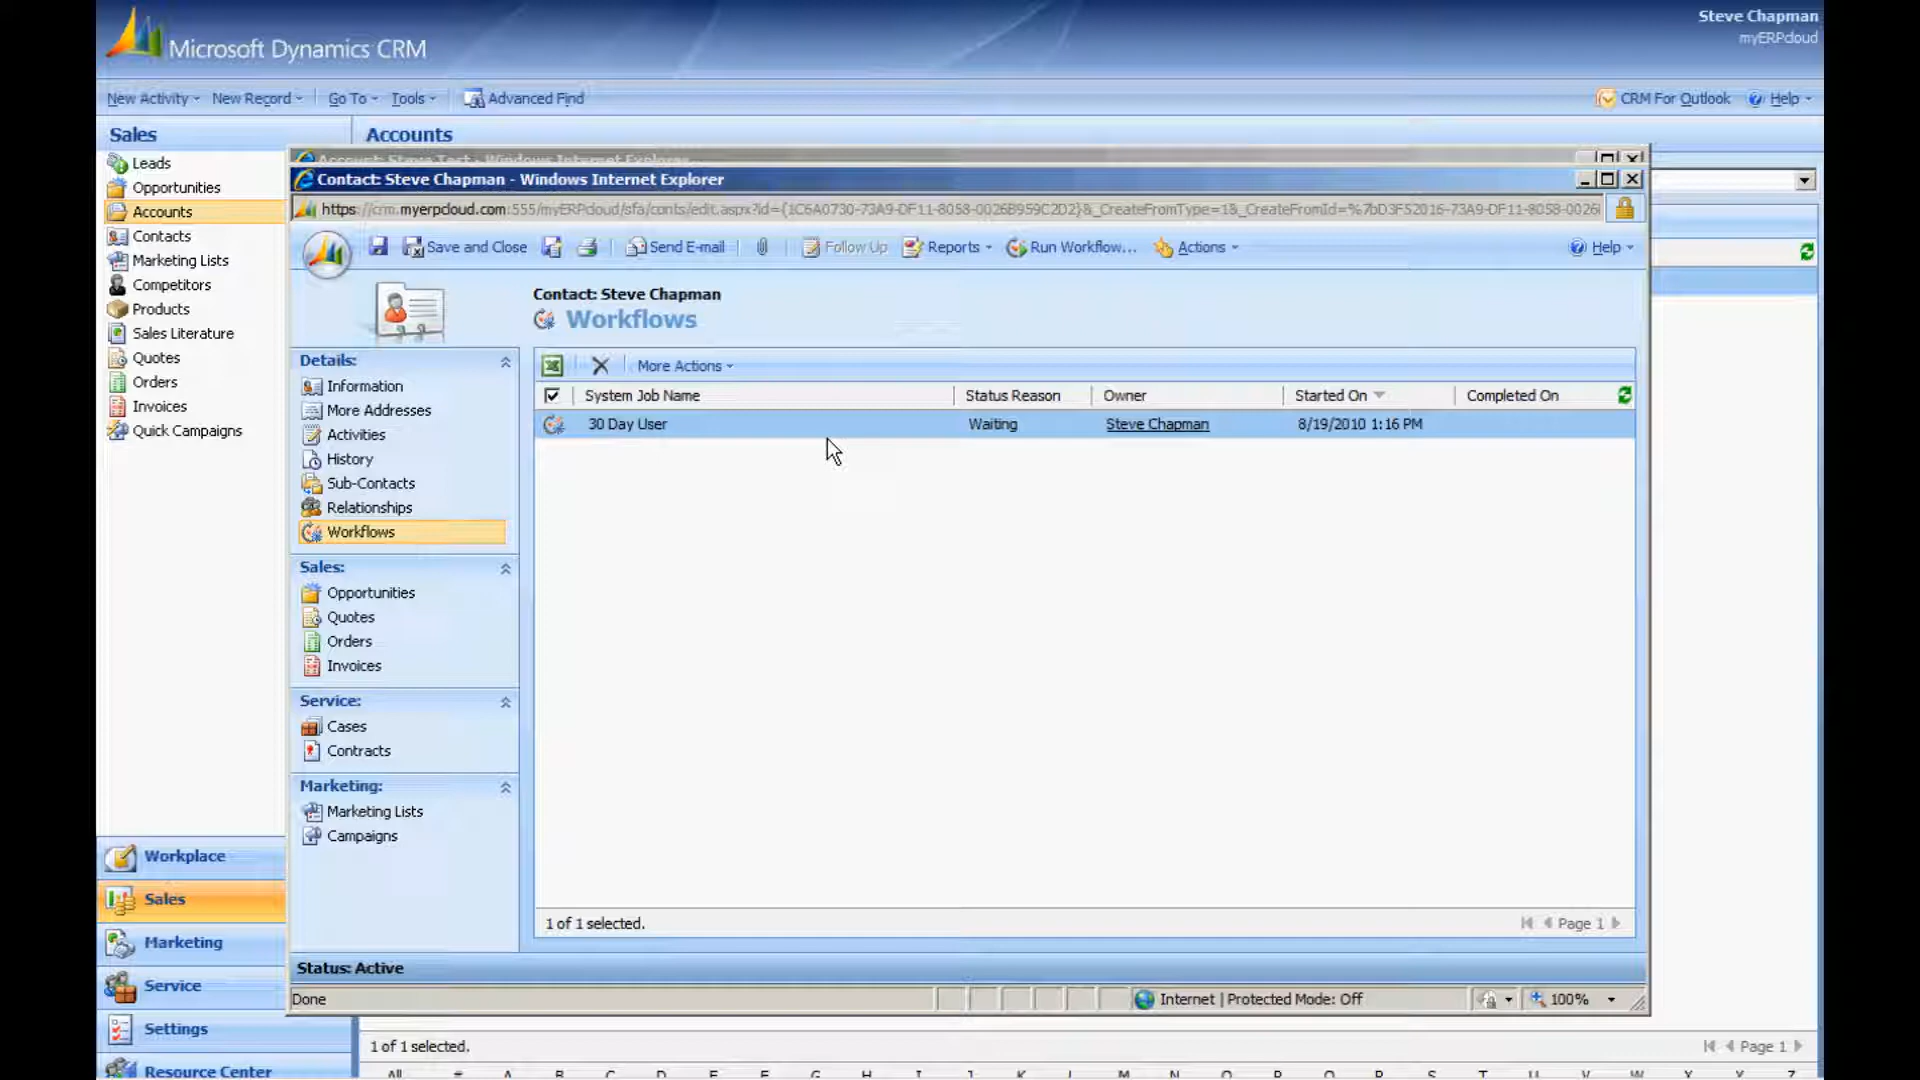 Steve Chapman
Microsoft Dynamics CRM
myERPcloud
New Activity New Record Go To Tools Advanced Find CRM For Outlook Help
Sales
Accounts
Leads
Opportunities
Accounts
Contacts
Marketing Lists
Competitors
Products
Sales Literature
Quotes
Orders
Invoices
Quick Campaigns
Workplace
Sales
Marketing
Service
Settings
Resource Center
Account: Steve Test - Windows Internet Explorer
Contact: Steve Chapman - Windows Internet Explorer
https://crm.myerpcloud.com:555/myERPcloud/sfa/conts/edit.aspx?id={1C6A0730-73A9-DF11-8058-0026B959C2D2}&_CreateFromType=1&_CreateFromId=%7bD3F52016-73A9-DF11-8058-0026
Save and Close Send E-mail Follow Up Reports Run Workflow... Actions Help
Contact: Steve Chapman
Workflows
Details:
Information
More Addresses
Activities
History
Sub-Contacts
Relationships
Workflows
Sales:
Opportunities
Quotes
Orders
Invoices
Service:
Cases
Contracts
Marketing:
Marketing Lists
Campaigns
More Actions
System Job Name Status Reason Owner Started On Completed On
30 Day User Waiting Steve Chapman 8/19/2010 1:16 PM
1 of 1 selected. Page 1
Status: Active
Done Internet | Protected Mode: Off 100%
1 of 1 selected. Page 1
All # A B C D E F G H I J K L M N O P Q R S T U V W X Y Z